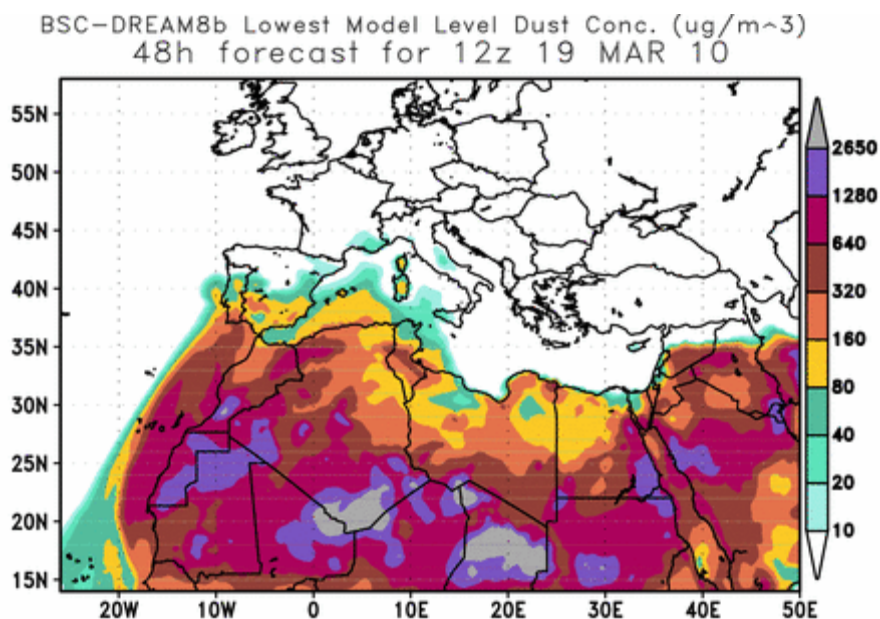 BSC-DREAM8b Lowest Model Level Dust Conc. (ug/m^3)
48h forecast for 12z 19 MAR 10
55N
50N
45N
40N
35N
30N
25N
20N
15N
20W
10W
0
10E
20E
30E
40E
50E
2650
1280
640
320
160
80
40
20
10